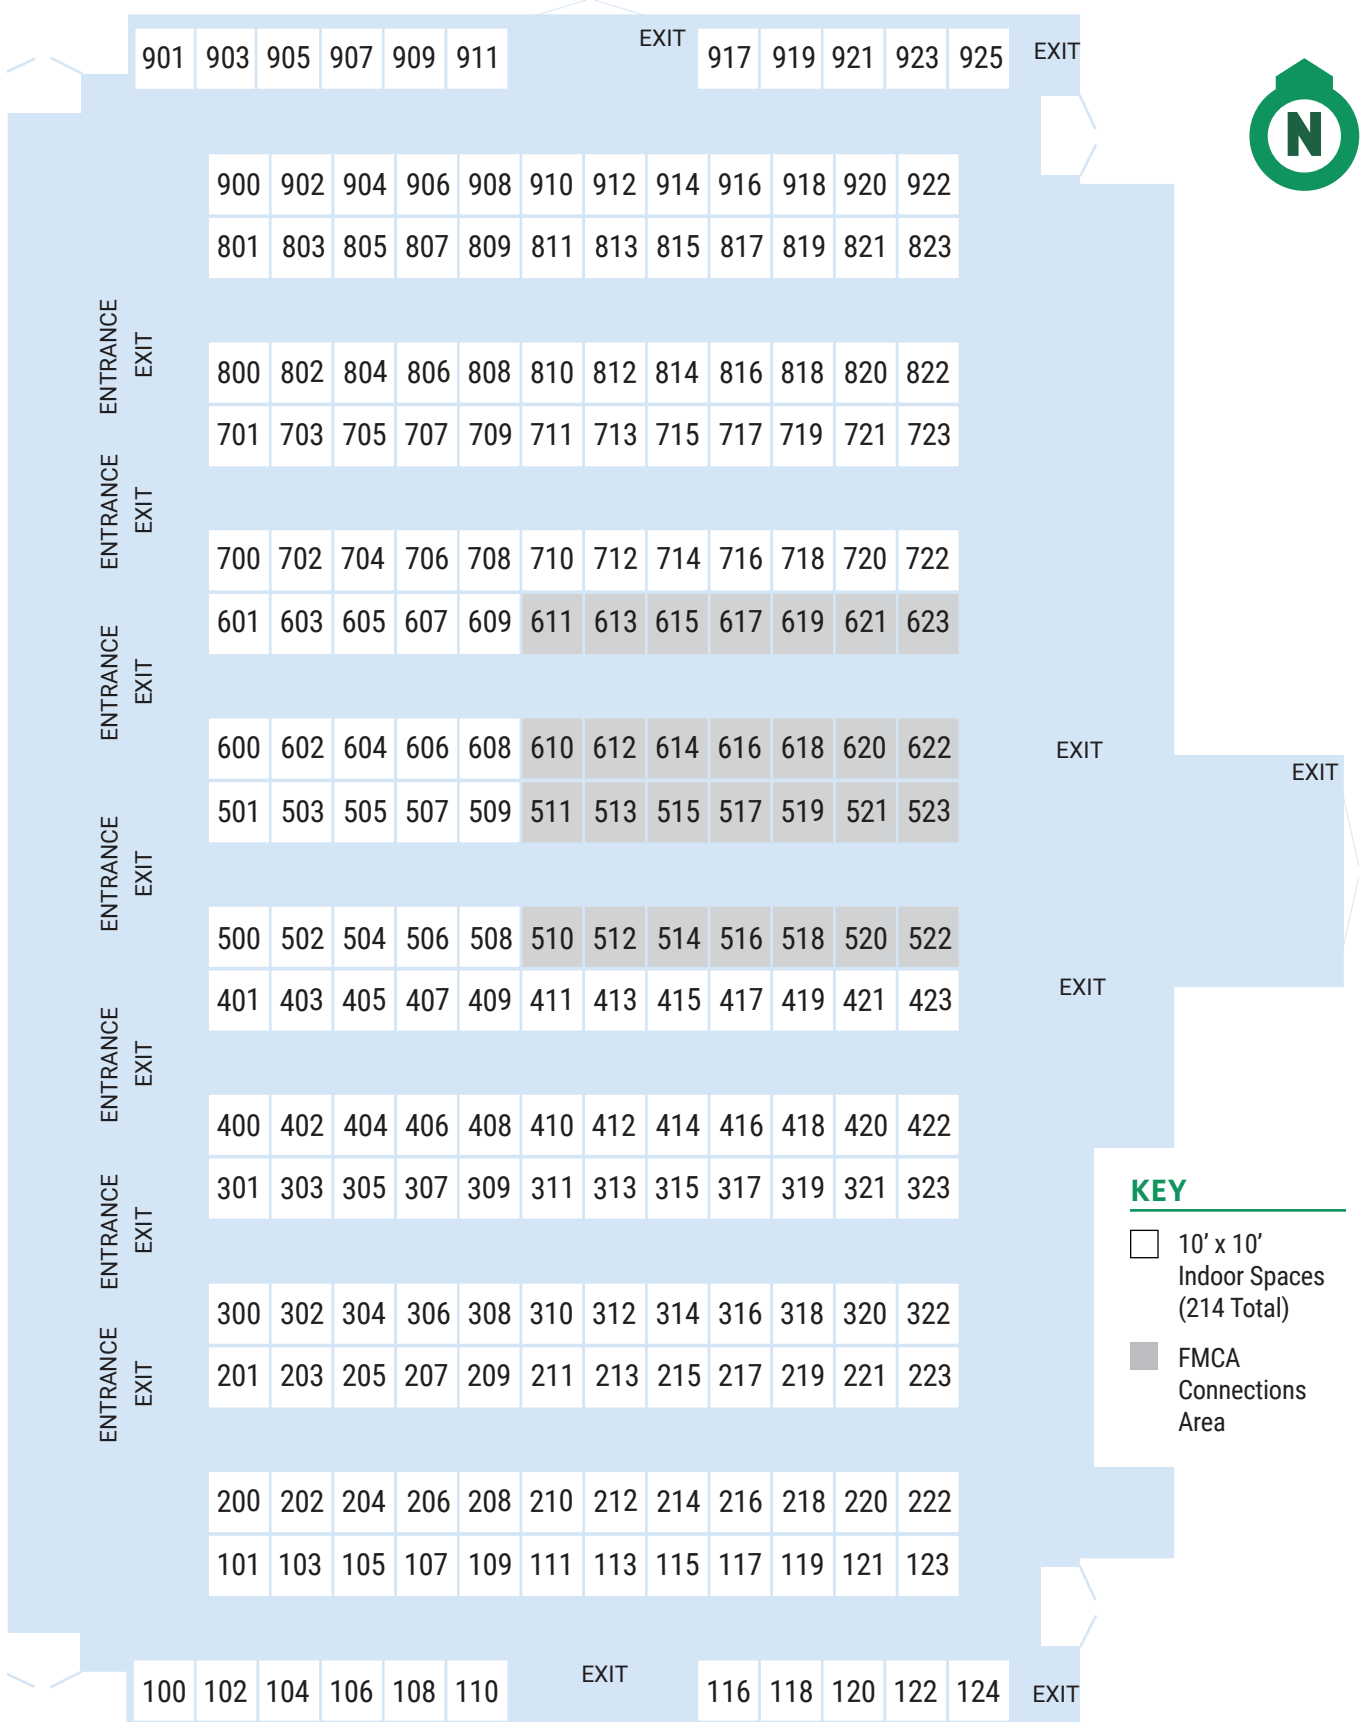 901 903 905 907 909 911 EXIT 917 919 921 923 925 EXIT
N
900 902 904 906 908 910 912 914 916 918 920 922
801 803 805 807 809 811 813 815 817 819 821 823
ENTRANCE
EXIT
800 802 804 806 808 810 812 814 816 818 820 822
701 703 705 707 709 711 713 715 717 719 721 723
ENTRANCE
EXIT
700 702 704 706 708 710 712 714 716 718 720 722
601 603 605 607 609 611 613 615 617 619 621 623
ENTRANCE
EXIT
600 602 604 606 608 610 612 614 616 618 620 622 EXIT
EXIT
501 503 505 507 509 511 513 515 517 519 521 523
ENTRANCE
EXIT
500 502 504 506 508 510 512 514 516 518 520 522
401 403 405 407 409 411 413 415 417 419 421 423 EXIT
ENTRANCE
EXIT
400 402 404 406 408 410 412 414 416 418 420 422
301 303 305 307 309 311 313 315 317 319 321 323
ENTRANCE
EXIT
300 302 304 306 308 310 312 314 316 318 320 322
201 203 205 207 209 211 213 215 217 219 221 223
ENTRANCE
EXIT
KEY
10’ x 10’
Indoor Spaces
(214 Total)
FMCA
Connections
Area
200 202 204 206 208 210 212 214 216 218 220 222
101 103 105 107 109 111 113 115 117 119 121 123
100 102 104 106 108 110 EXIT 116 118 120 122 124 EXIT